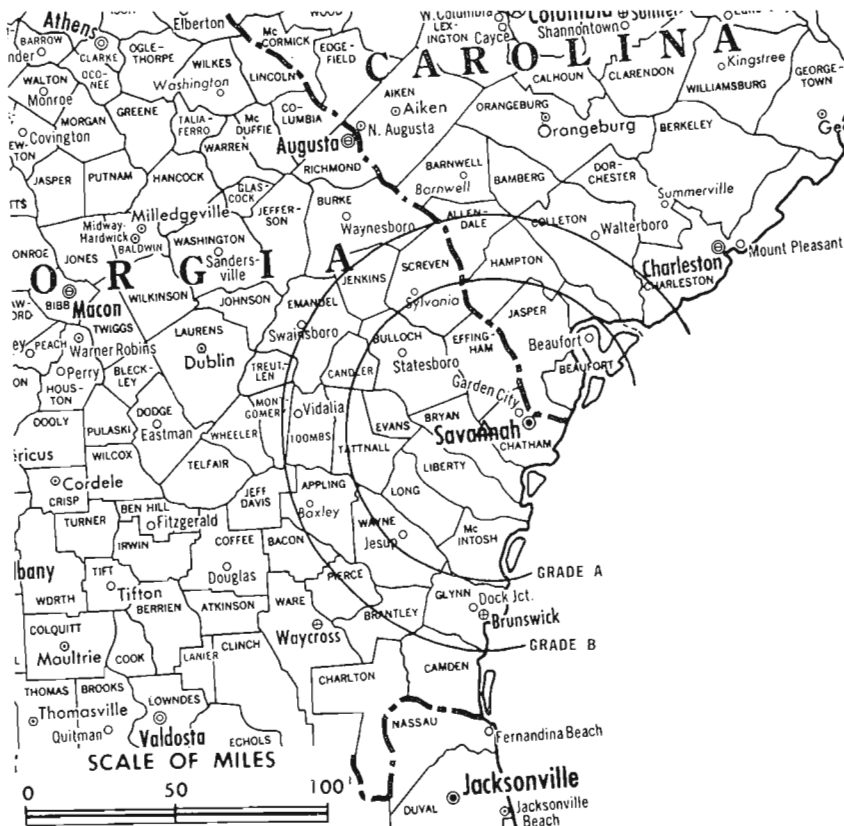 Elberton
Mc
CORMICK
WOOD
W. Columbia
LEX-
INGTON
Cayce
Shannontown
Athens
BARROW
CLARKE
OGLE-
THORPE
WILKES
Washington
LINCOLN
EDGE-
FIELD
CAROLINA
Kingstree
WILLIAMSBURG
GEORGE-
TOWN
WALTON
Monroe
OCO-
NEE
GREENE
TALIA-
FERRO
Mc
DUFFIE
CO-
LUMBIA
AIKEN
Aiken
N. Augusta
CALHOUN
CLARENDON
ORANGEBURG
Orangeburg
BERKELEY
MORGAN
Covington
WARREN
Augusta
RICHMOND
BARNWELL
Barnwell
BAMBERG
DOR-
CHESTER
Summerville
JASPER
PUTNAM
HANCOCK
GLAS-
COCK
JEFFER-
SON
BURKE
Waynesboro
ALLEN-
DALE
COLLETON
Walterboro
Milledgeville
Midway-
Hardwick
BALDWIN
WASHINGTON
Sanders-
ville
JONES
ORGIA
SCREVEN
HAMPTON
Charleston
Mount Pleasant
CHARLESTON
BIBB
Macon
WILKINSON
JOHNSON
EMANDEL
JENKINS
Sylvania
JASPER
TWIGGS
PEACH
Warner Robins
LAURENS
Dublin
Swainsboro
BULLOCH
Statesboro
EFFING-
HAM
Beaufort
BEAUFORT
Perry
HOUS-
TON
BLECK-
LEY
TREUT-
LEN
CANDLER
Garden City
DODGE
Eastman
MONT-
GOMERY
Vidalia
TOOMBS
EVANS
BRYAN
Savannah
CHATHAM
DOOLY
PULASKI
WHEELER
TATTNALL
WILCOX
TELFAIR
LIBERTY
Cordele
CRISP
JEFF
DAVIS
APPLING
Baxley
LONG
TURNER
BEN HILL
Fitzgerald
WAYNE
Jesup
Mc
INTOSH
IRWIN
COFFEE
Douglas
BACON
TIFT
Tifton
PIERCE
GRADE A
WORTH
BERRIEN
ATKINSON
WARE
Waycross
BRANTLEY
GLYNN
Dock Jct.
Brunswick
COLQUITT
Moultrie
COOK
LANIER
CLINCH
GRADE B
CHARLTON
CAMDEN
THOMAS
Thomasville
BROOKS
Quitman
LOWNDES
Valdosta
ECHOLS
NASSAU
Fernandina Beach
SCALE OF MILES
0 50 100
Jacksonville
DUVAL
Jacksonville
Beach